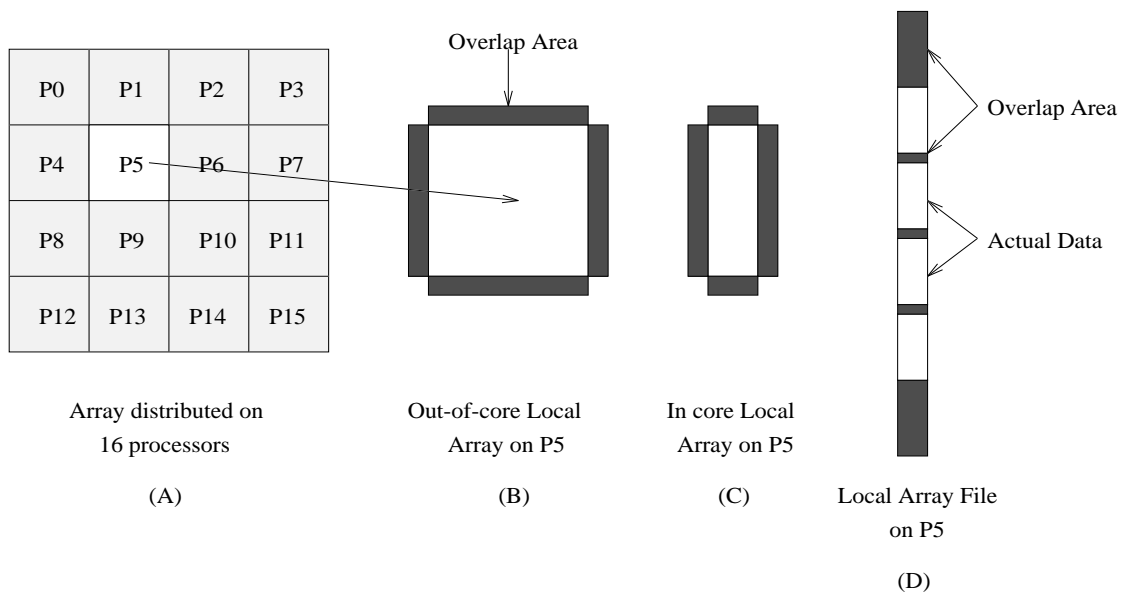 P0 P1 P2 P3
P4 P5 P6 P7
P8 P9 P10 P11
P12 P13 P14 P15
Array distributed on
16 processors
(A)
Overlap Area
Out-of-core Local
Array on P5
(B)
In core Local
Array on P5
(C)
Overlap Area
Actual Data
Local Array File
on P5
(D)